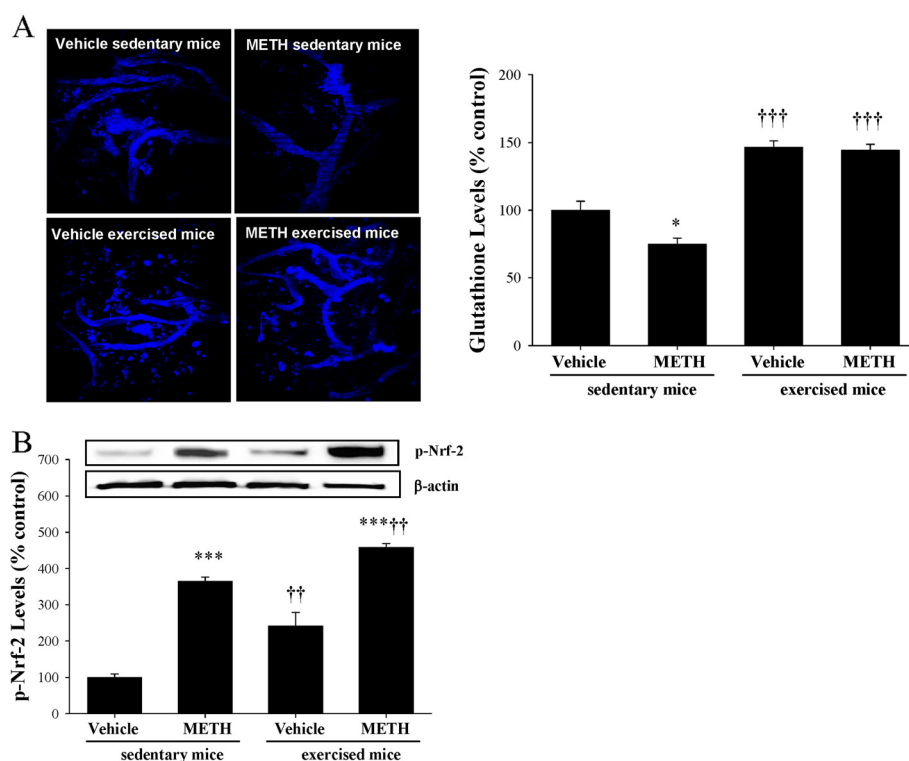 A
Vehicle sedentary mice
METH sedentary mice
Vehicle exercised mice
METH exercised mice
Glutathione Levels (% control)
200
150
100
50
0
*
†††
†††
Vehicle METH Vehicle METH
sedentary mice exercised mice
B
p-Nrf-2
β-actin
p-Nrf-2 Levels (% control)
700
600
500
400
300
200
100
0
***
††
***††
Vehicle METH Vehicle METH
sedentary mice exercised mice